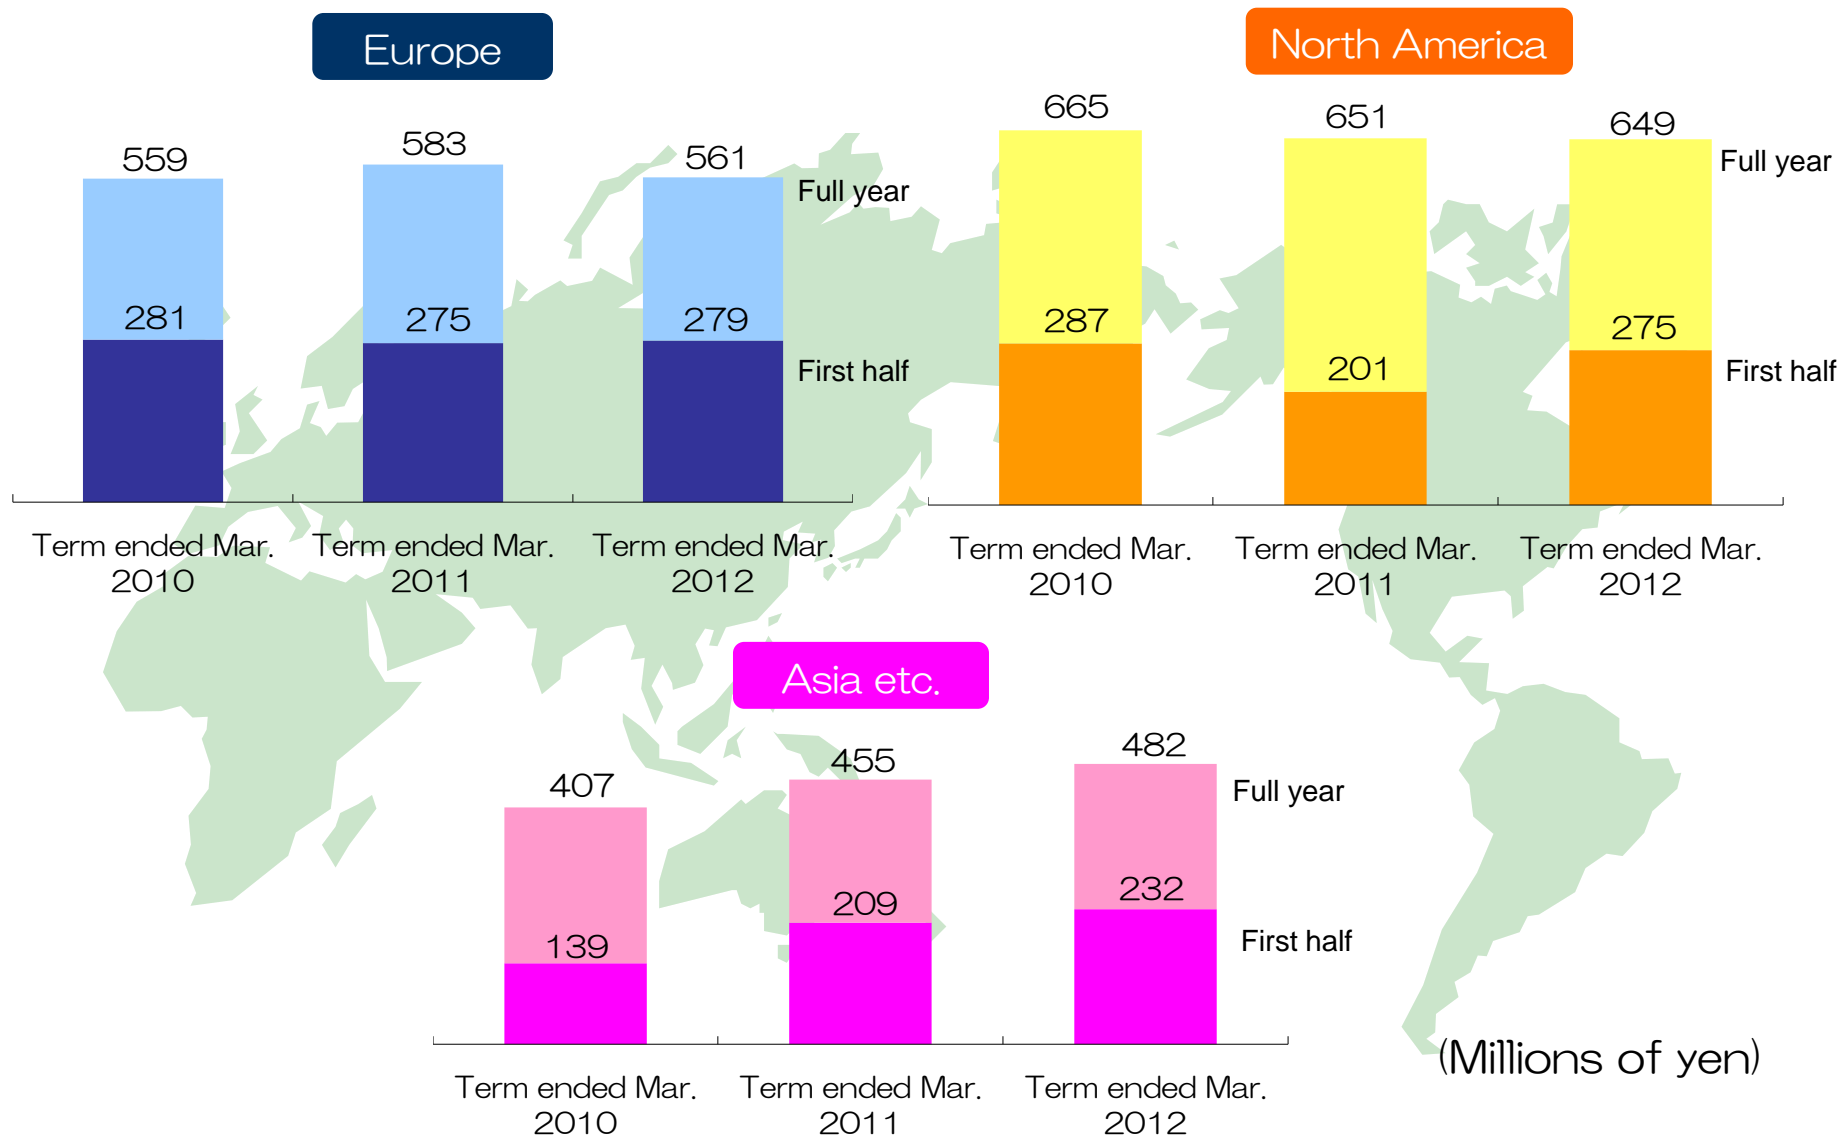 Europe
559
583
561
Full year
281
275
279
First half
Term ended Mar.
2010
Term ended Mar.
2011
Term ended Mar.
2012
North America
665
651
649
Full year
287
201
275
First half
Term ended Mar.
2010
Term ended Mar.
2011
Term ended Mar.
2012
Asia etc.
407
455
482
Full year
139
209
232
First half
Term ended Mar.
2010
Term ended Mar.
2011
Term ended Mar.
2012
(Millions of yen)